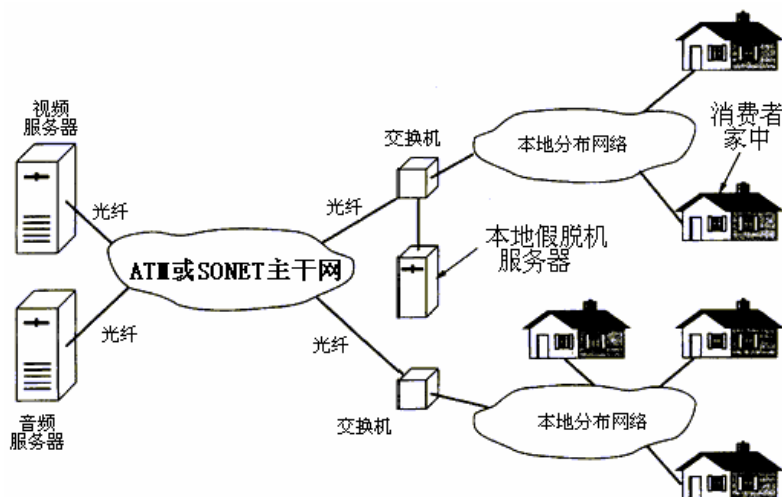 视频
服务器
光纤
交换机
光纤
本地分布网络
消费者
家中
ATM或SONET主干网
本地假脱机
服务器
光纤
光纤
音频
服务器
交换机
本地分布网络